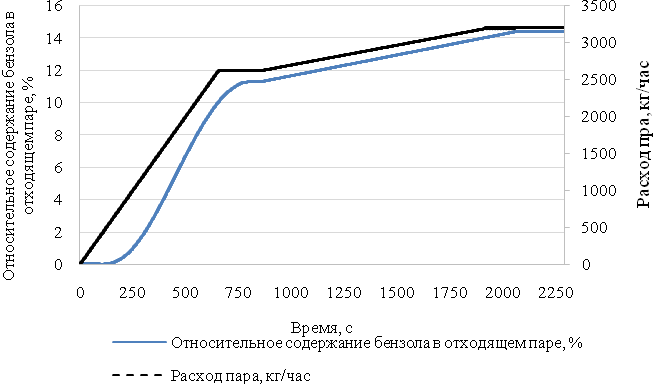 Относительное содержание бензола в
отходящем паре, %
16
14
12
10
8
6
4
2
0
3500
3000
2500
2000
1500
1000
500
0
Расход пра, кг/час
0 250 500 750 1000 1250 1500 1750 2000 2250
Время, с
Относительное содержание бензола в отходящем паре, %
Расход пара, кг/час